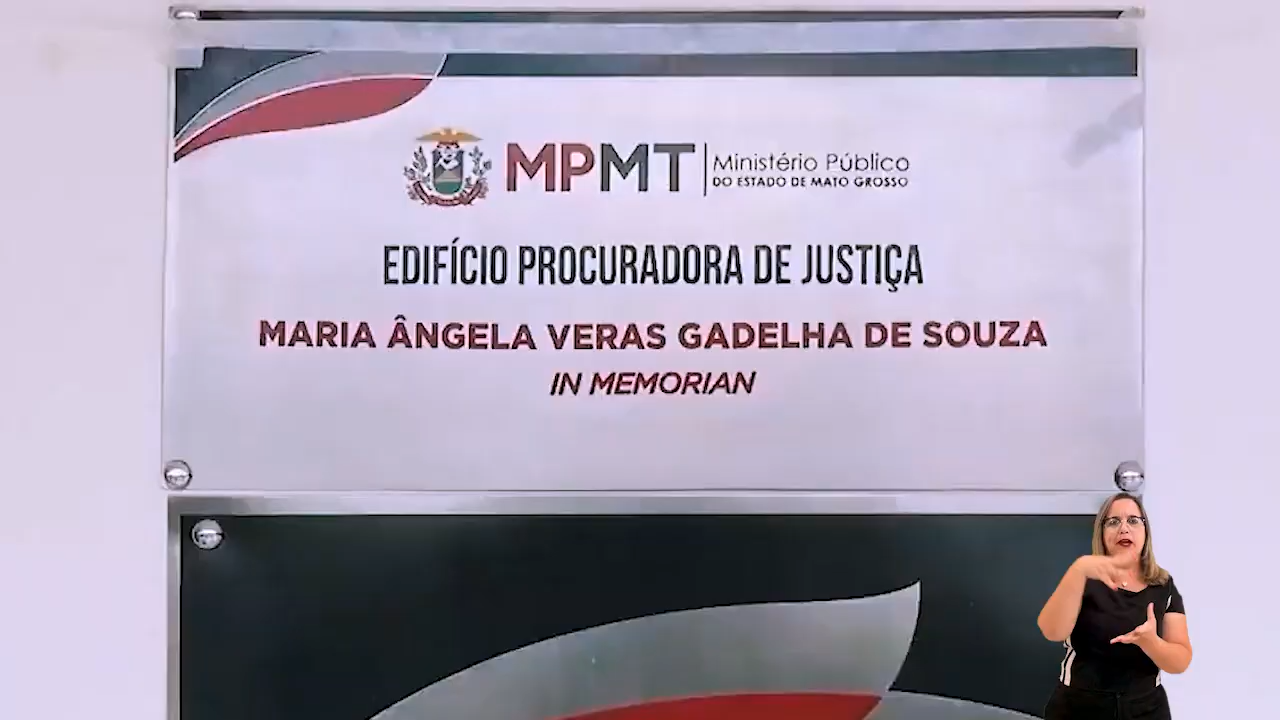 MPMT Ministério Público
DO ESTADO DE MATO GROSSO
EDIFÍCIO PROCURADORA DE JUSTIÇA
MARIA ÂNGELA VERAS GADELHA DE SOUZA
IN MEMORIAN